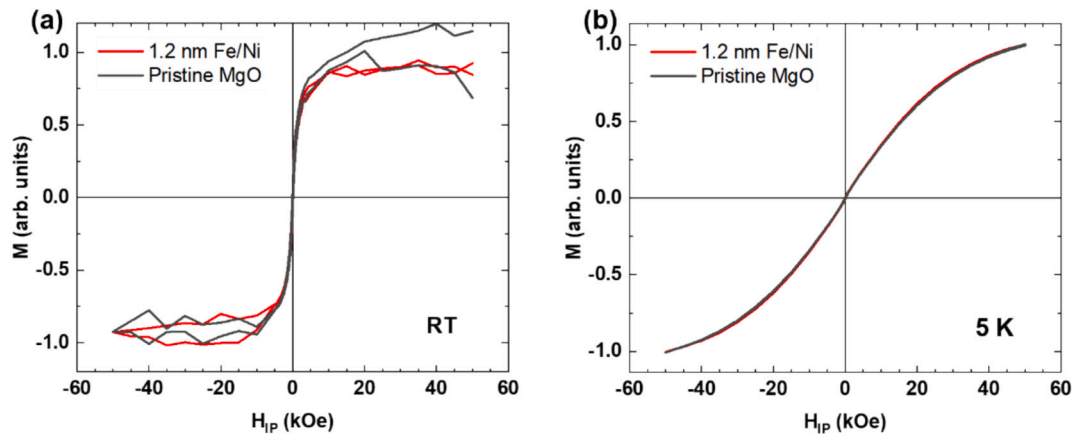 (a)
1.2 nm Fe/Ni
Pristine MgO
1.0
0.5
0.0
-0.5
-1.0
M (arb. units)
RT
-60 -40 -20 0 20 40 60
H_IP (kOe)
(b)
1.2 nm Fe/Ni
Pristine MgO
1.0
0.5
0.0
-0.5
-1.0
M (arb. units)
5 K
-60 -40 -20 0 20 40 60
H_IP (kOe)